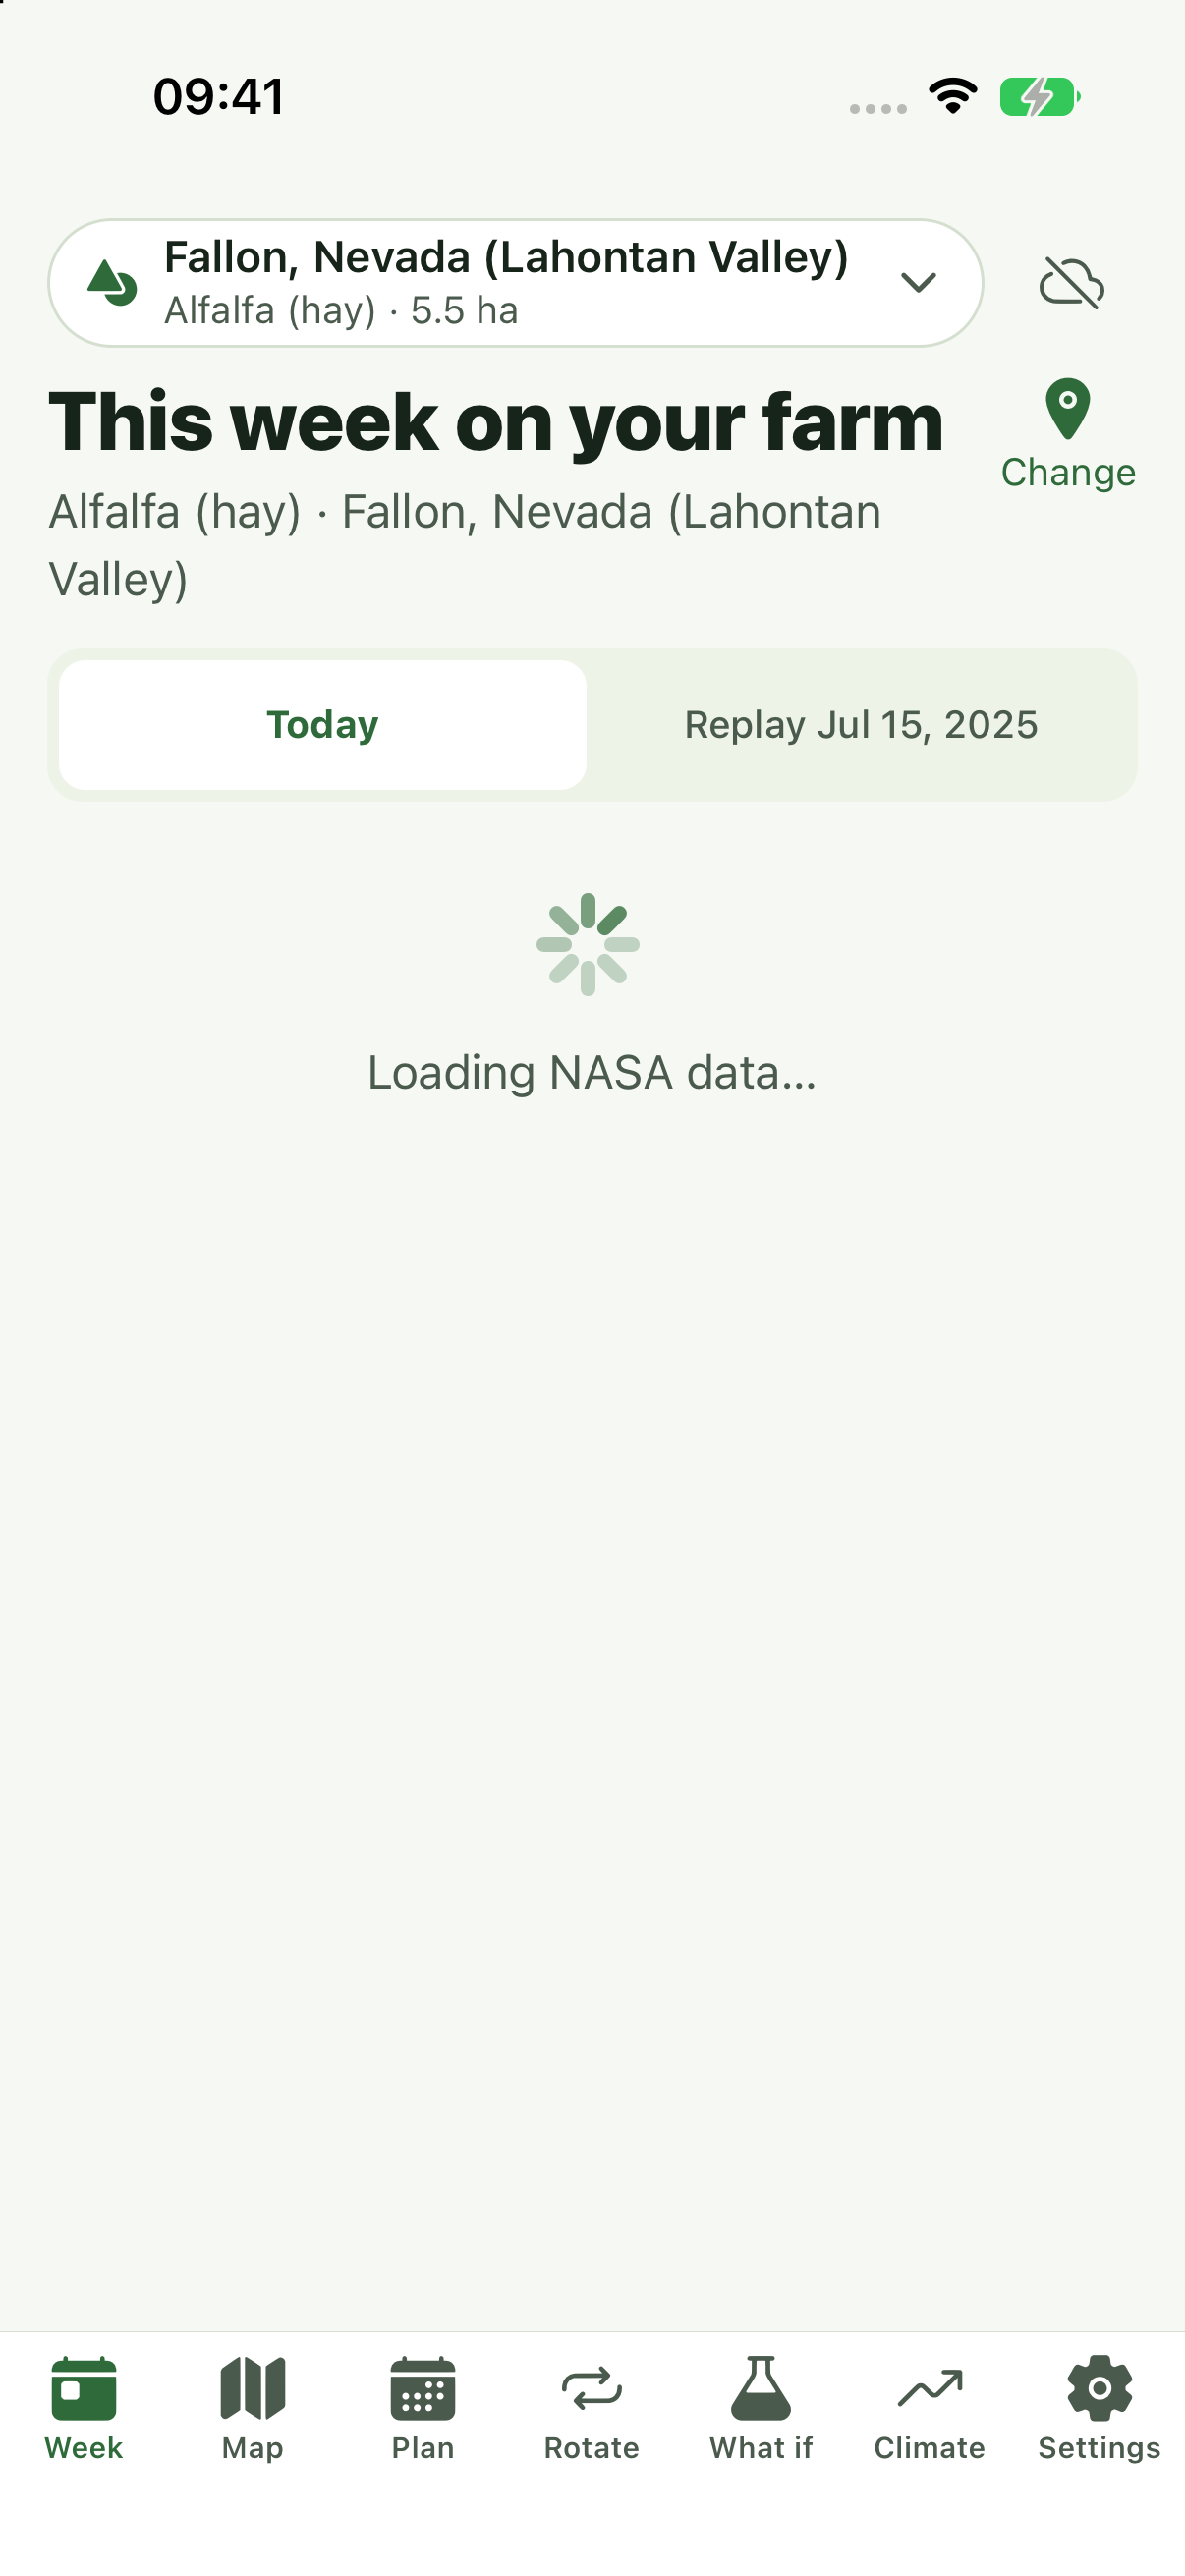 09:41
Fallon, Nevada (Lahontan Valley)
Alfalfa (hay) · 5.5 ha
This week on your farm
Change
Alfalfa (hay) · Fallon, Nevada (Lahontan
Valley)
Today
Replay Jul 15, 2025
Loading NASA data...
Week
Map
Plan
Rotate
What if
Climate
Settings